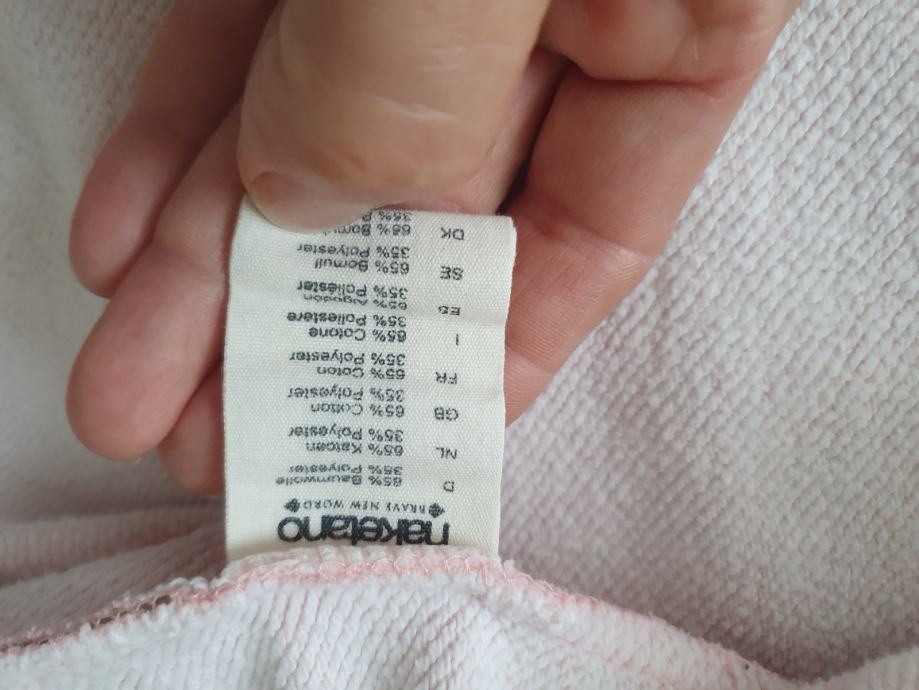 naketano
BRAVE NEW WORD
D 65% Baumwolle
35% Polyester
NL 65% Katoen
35% Polyester
GB 65% Cotton
35% Polyester
FR 65% Coton
35% Polyester
I 65% Cotone
35% Poliestere
ES 65% Algodón
35% Poliéster
SE 65% Bomull
35% Polyester
DK 65%
35%